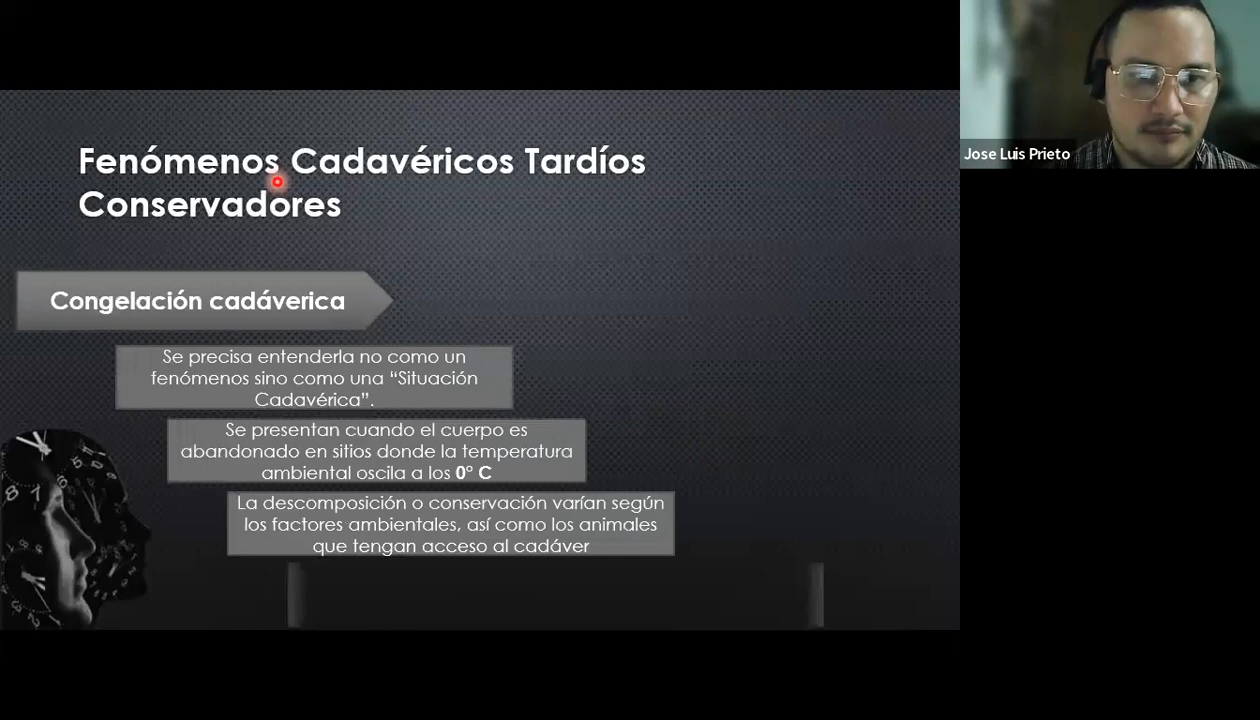 Fenómenos Cadavéricos Tardíos
Conservadores
Congelación cadáverica
Se precisa entenderla no como un
fenómenos sino como una “Situación
Cadavérica”.
Se presentan cuando el cuerpo es
abandonado en sitios donde la temperatura
ambiental oscila a los 0° C
La descomposición o conservación varían según
los factores ambientales, así como los animales
que tengan acceso al cadáver
Jose Luis Prieto